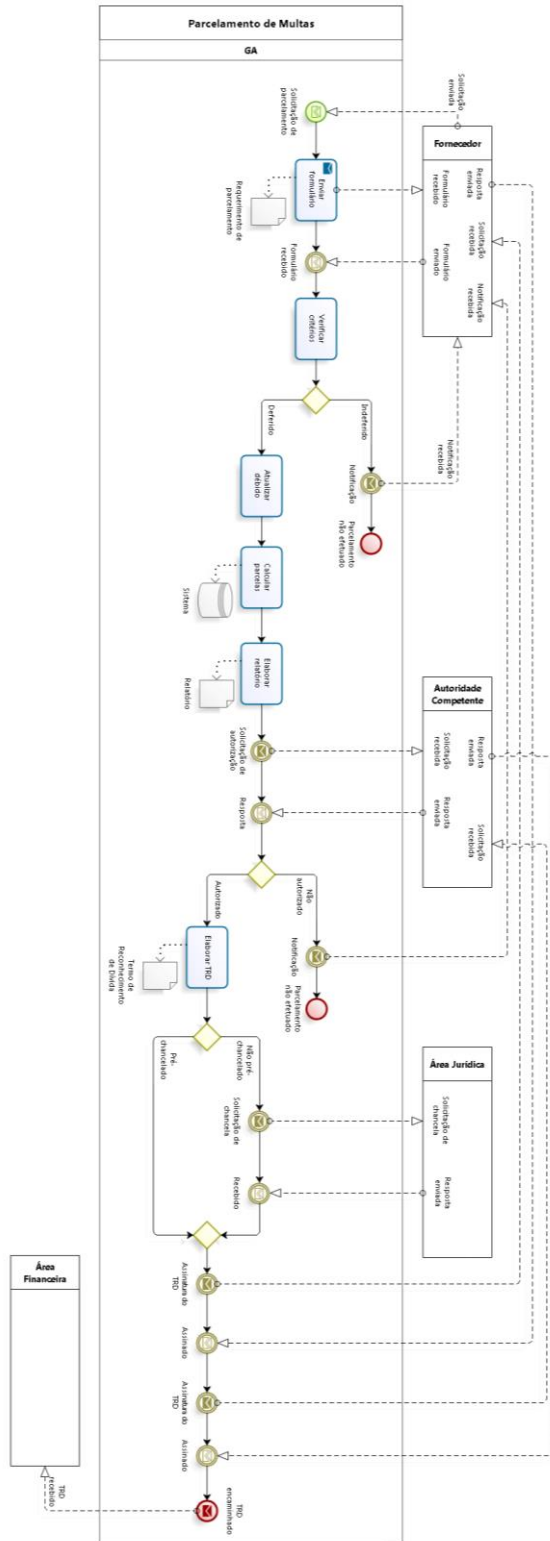 Parcelamento de Multas
GA
Solicitação
enviada
Solicitação de
parcelamento
Fornecedor
Resposta
enviada
Formulário
recebido
Solicitação
recebida
Formulário
enviado
Notificação
recebida
Enviar
formulário
Requerimento de
parcelamento
Formulário
recebido
Verificar
critérios
Notificação
recebida
Indeferido
Deferido
Notificação
Parcelamento
não efetuado
Atualizar
débido
Calcular
parcelas
Sistema
Elaborar
relatório
Relatório
Solicitação de
autorização
Resposta
Autoridade
Competente
Resposta
enviada
Solicitação
recebida
Resposta
enviada
Solicitação
recebida
Não
autorizado
Autorizado
Notificação
Parcelamento
não efetuado
Elaborar TRD
Termo de
Reconhecimento
de Dívida
Não pré-
chancelado
Pré-
chancelado
Solicitação de
chancela
Recebido
Área Jurídica
Solicitação de
chancela
Resposta
enviada
Assinatura do
TRD
Assinado
Assinatura do
TRD
Assinado
TRD
encaminhado
Área
Financeira
TRD
recebido